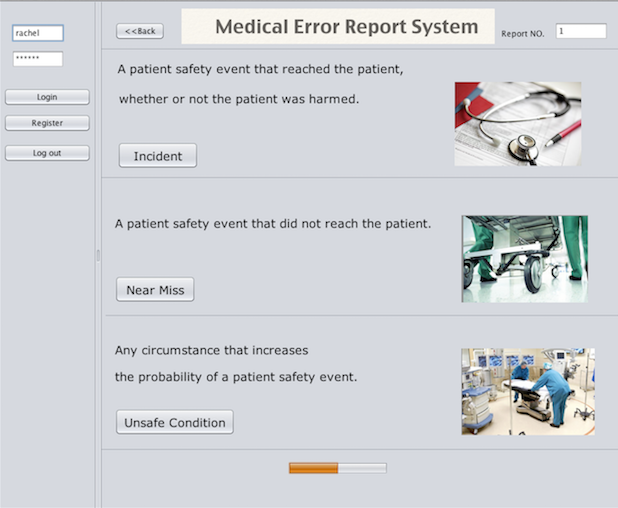 rachel
******
Login
Register
Log out
<<Back
Medical Error Report System
Report NO.
1
A patient safety event that reached the patient,
whether or not the patient was harmed.
Incident
A patient safety event that did not reach the patient.
Near Miss
Any circumstance that increases
the probability of a patient safety event.
Unsafe Condition